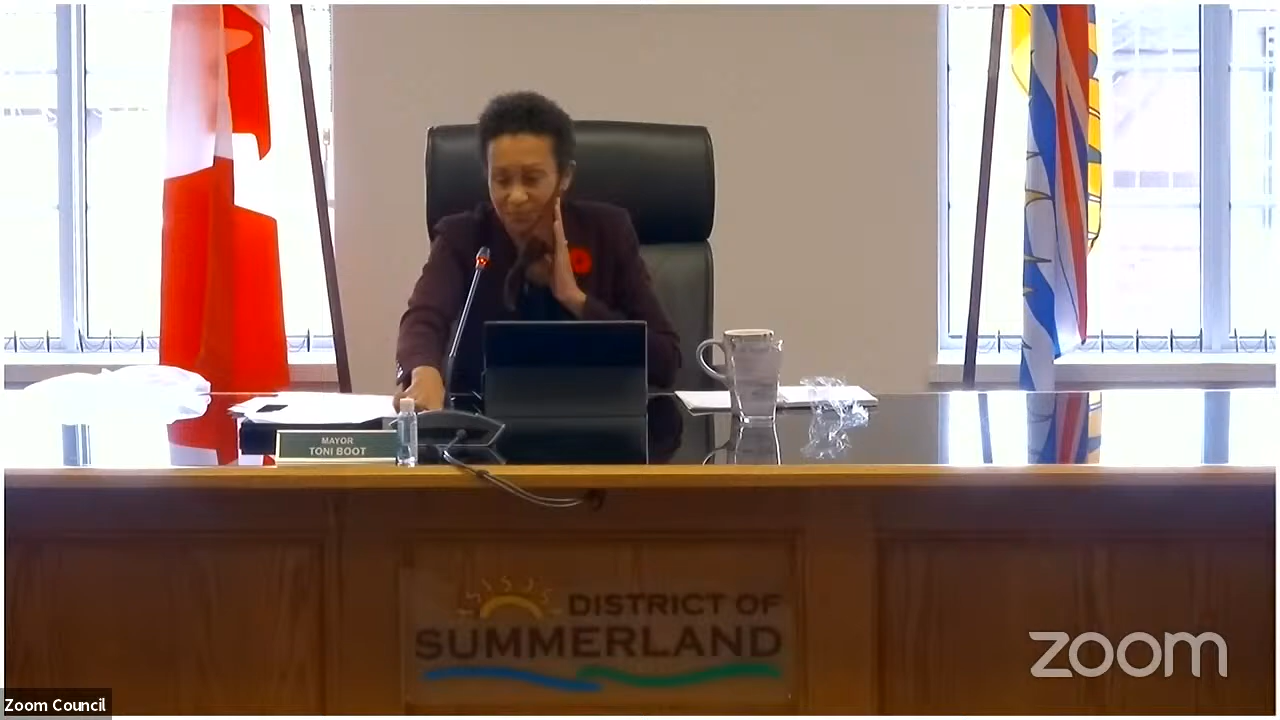 MAYOR
TONI BOOT
DISTRICT OF
SUMMERLAND
zoom
Zoom Council